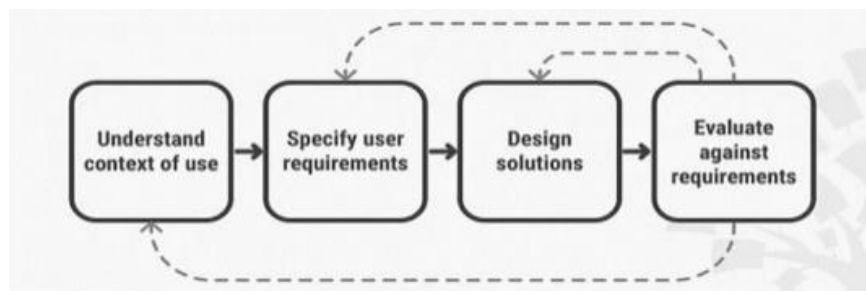 Understand
context of use
Specify user
requirements
Design
solutions
Evaluate
against
requirements